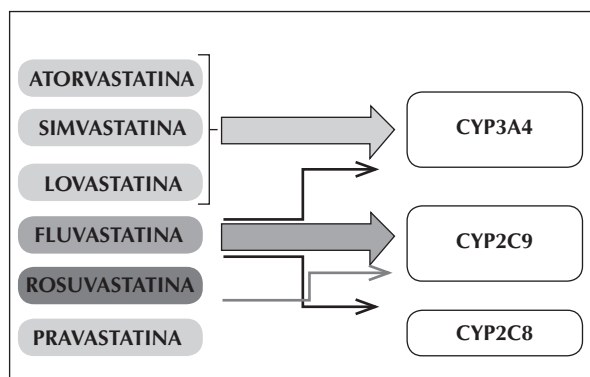 ATORVASTATINA
SIMVASTATINA
LOVASTATINA
FLUVASTATINA
ROSUVASTATINA
PRAVASTATINA
CYP3A4
CYP2C9
CYP2C8